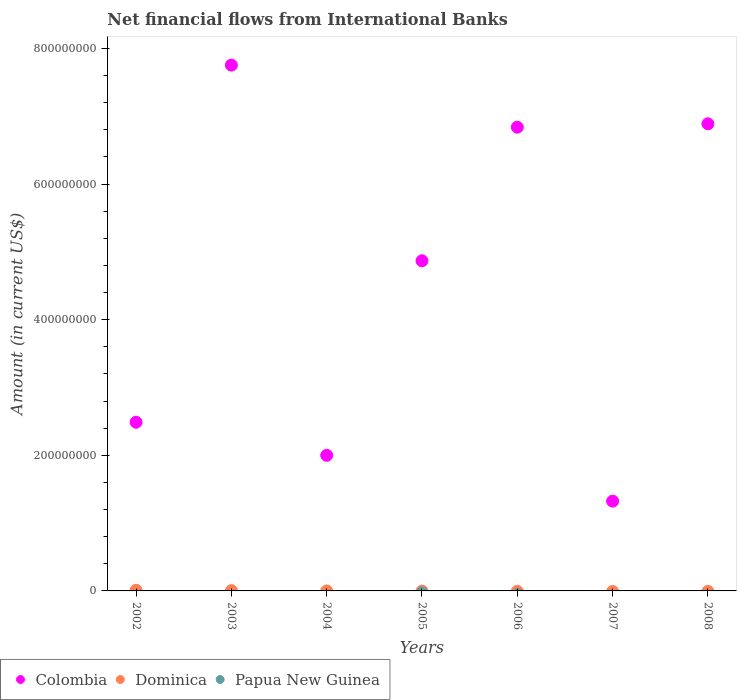 Net financial flows from International Banks
Amount (in current US$)
800000000
600000000
400000000
200000000
0
2002
2003
2004
2005
2006
2007
2008
Years
Colombia
Dominica
Papua New Guinea